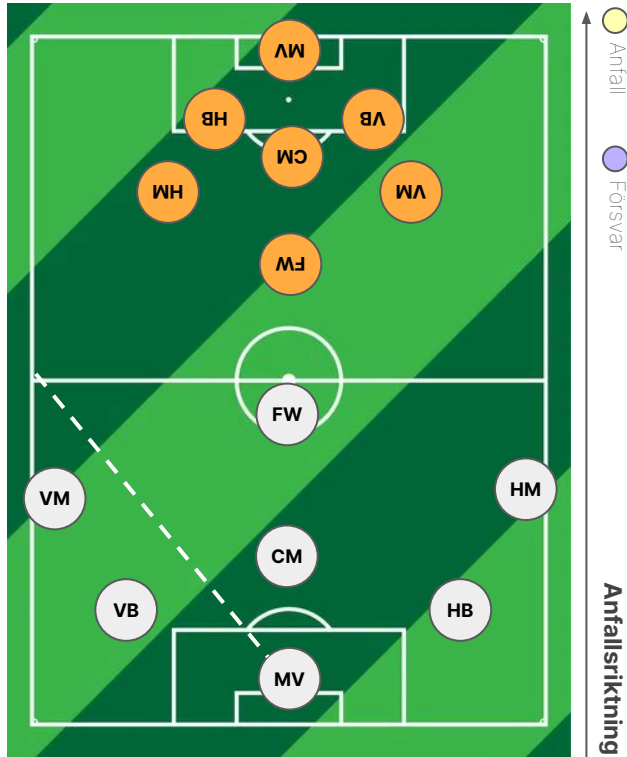 MV
HB
VB
CM
HM
VM
FW
FW
VM
HM
CM
VB
HB
MV
Anfall
Försvar
Anfallsriktning